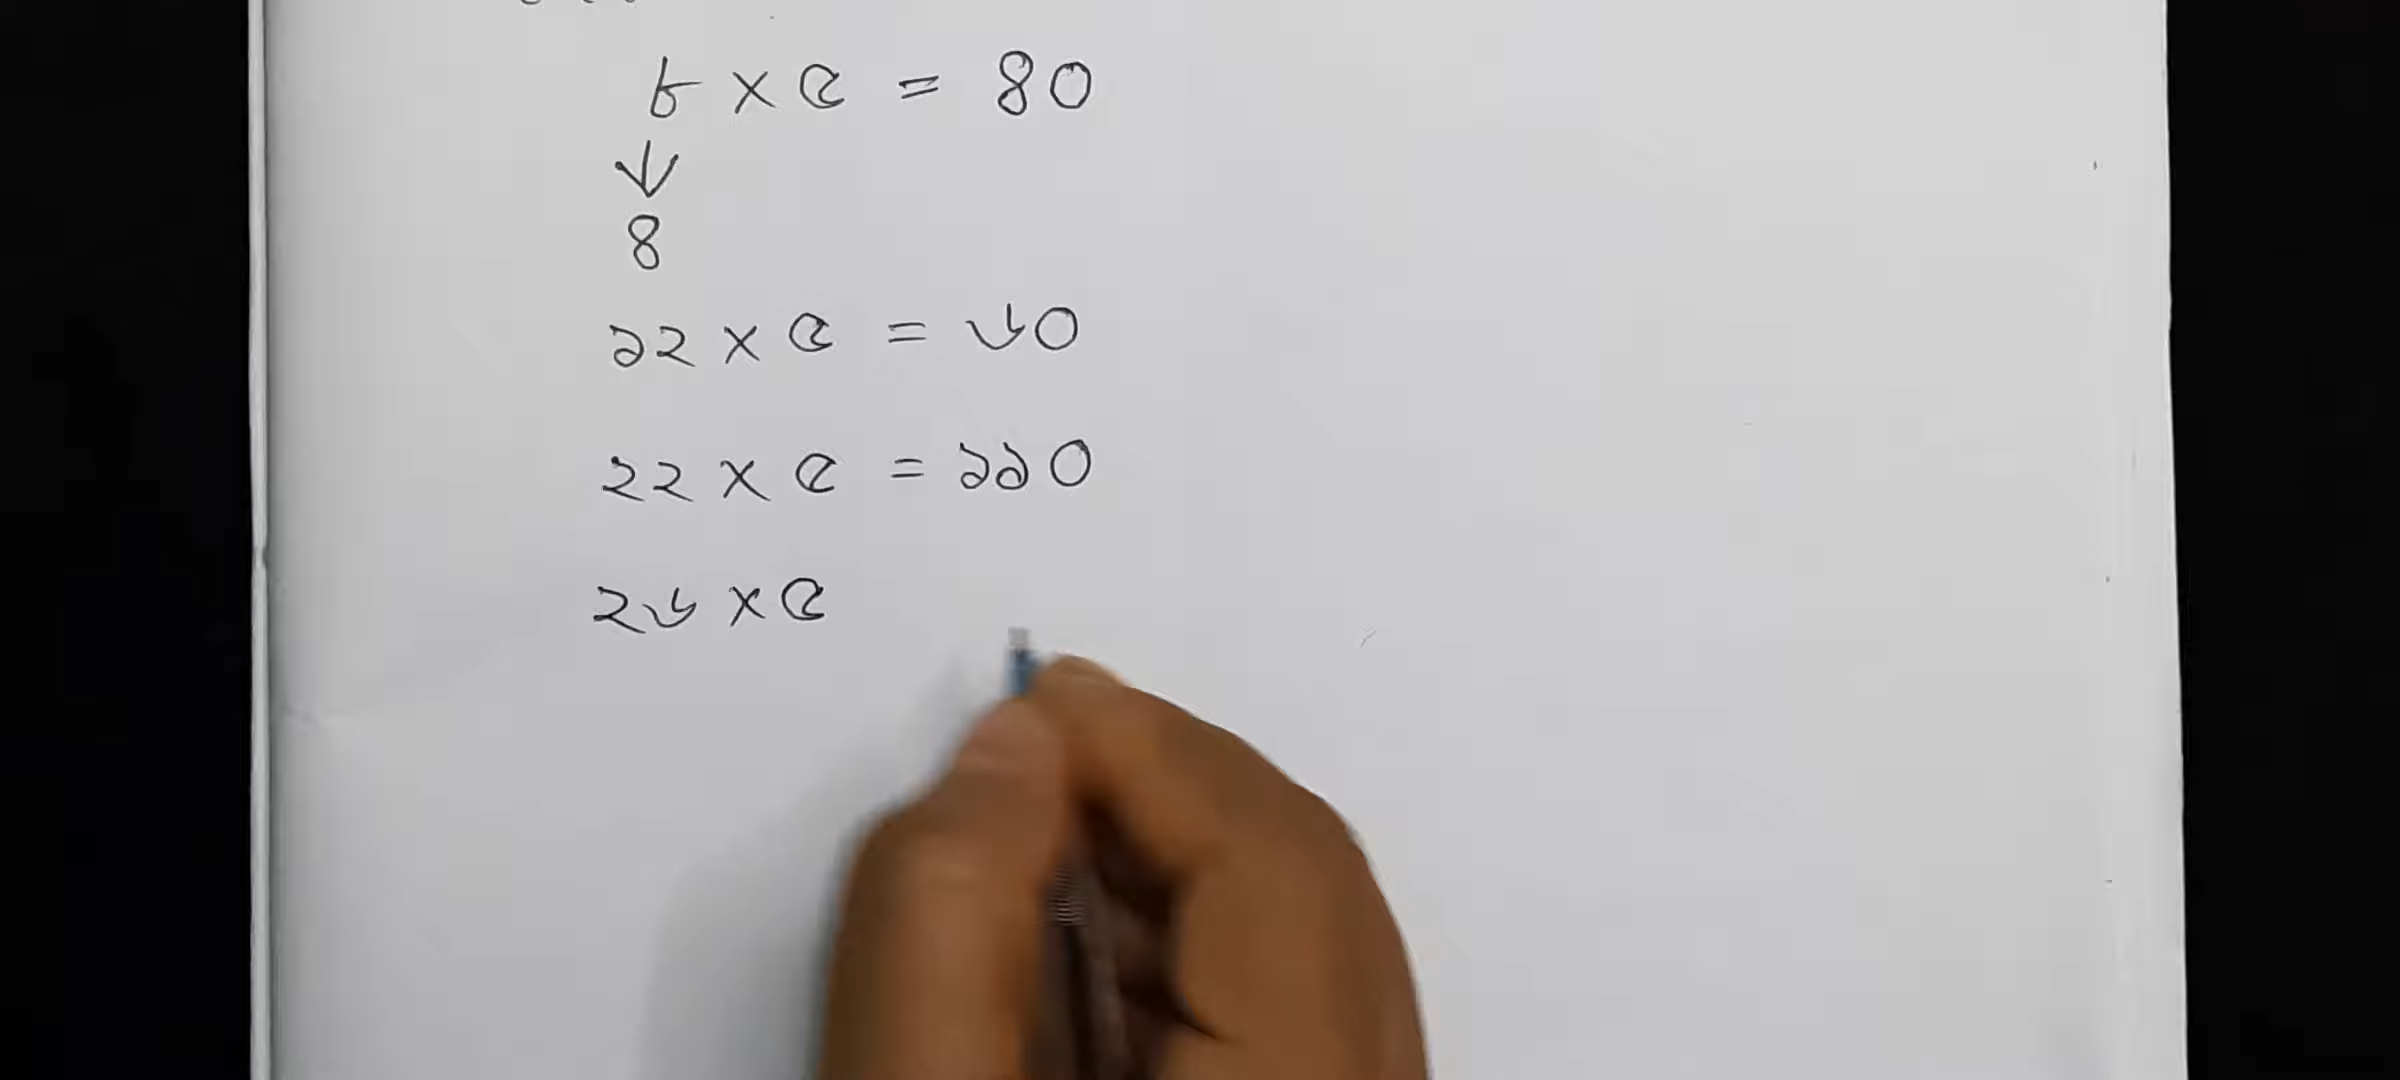 ৮ × ৫ = ৪০
↓
৪
১২ × ৫ = ৬০
২২ × ৫ = ১১০
২৬ × ৫